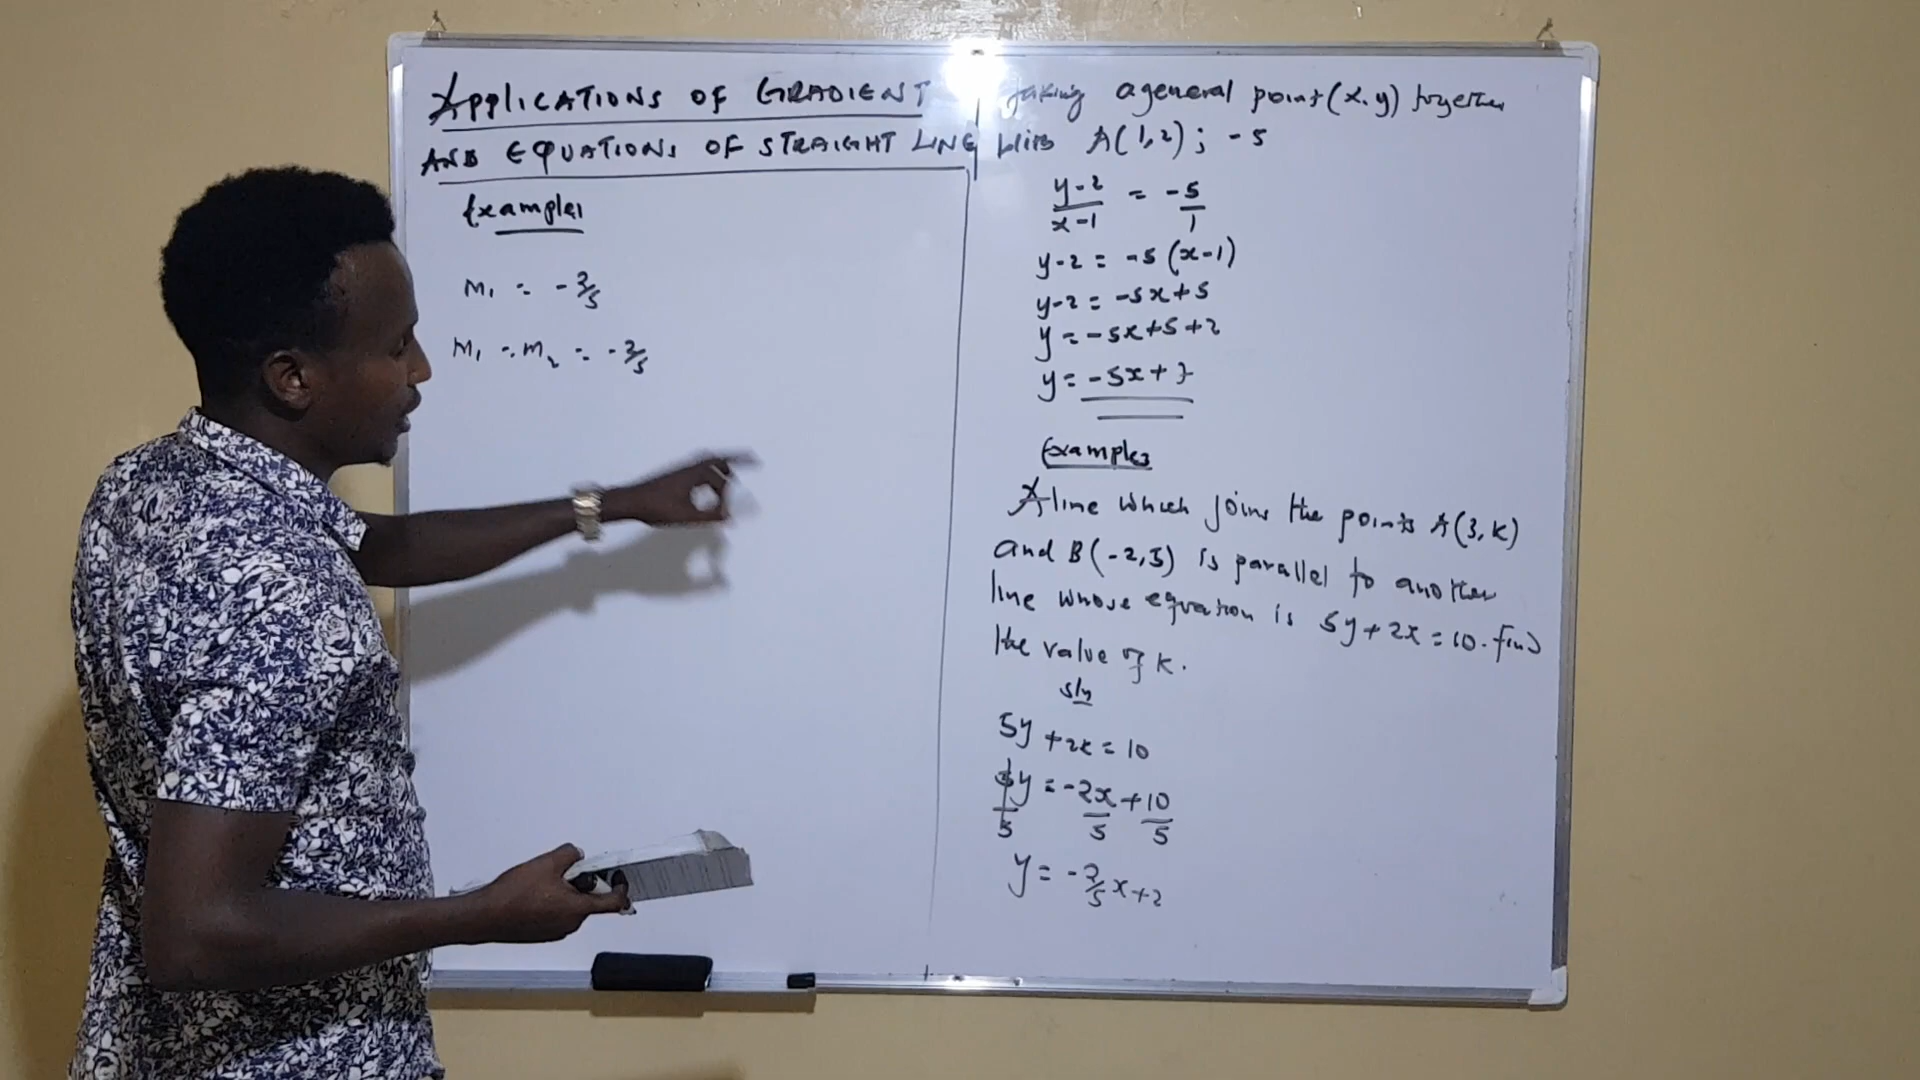 APPLICATIONS OF GRADIENT
AND EQUATIONS OF STRAIGHT LINE
Examples
M₁ = -2/5
M₁ = M₂ = -2/5
taking a general point (x, y) together
with A(1,2); -5
y-2/x-1 = -5/1
y-2 = -5(x-1)
y-2 = -5x+5
y = -5x+5+2
y = -5x+7
Examples
A line which joins the points A(3, K)
and B(-2,5) is parallel to another
line whose equation is 5y+2x=10. find
the value of K.
sln
5y +2x = 10
5y/5 = -2x/5 + 10/5
y = -2/5 x+2